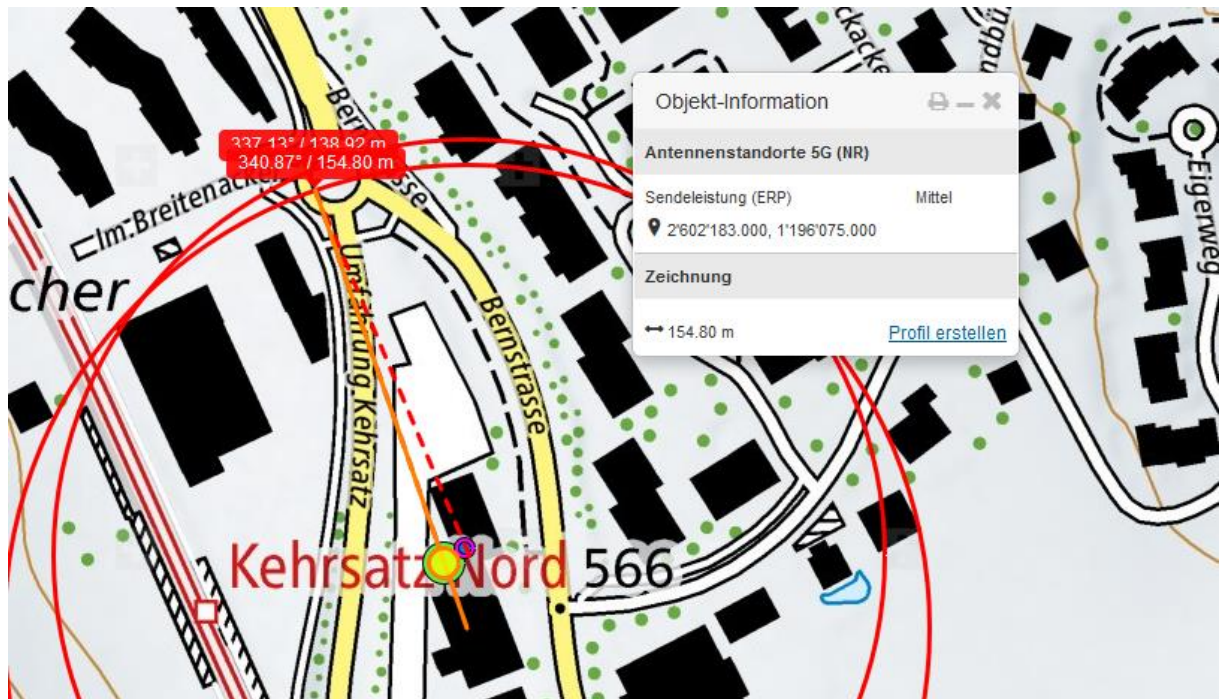 Bernstrasse
337.13° / 138.92 m
340.87° / 154.80 m
Im Breitenacker
cher
Umfahrung Kehrsatz
Bernstrasse
Kehrsatz Nord 566
Eigerweg
Objekt-Information
Antennenstandorte 5G (NR)
Sendeleistung (ERP) Mittel
2'602'183.000, 1'196'075.000
Zeichnung
154.80 m Profil erstellen